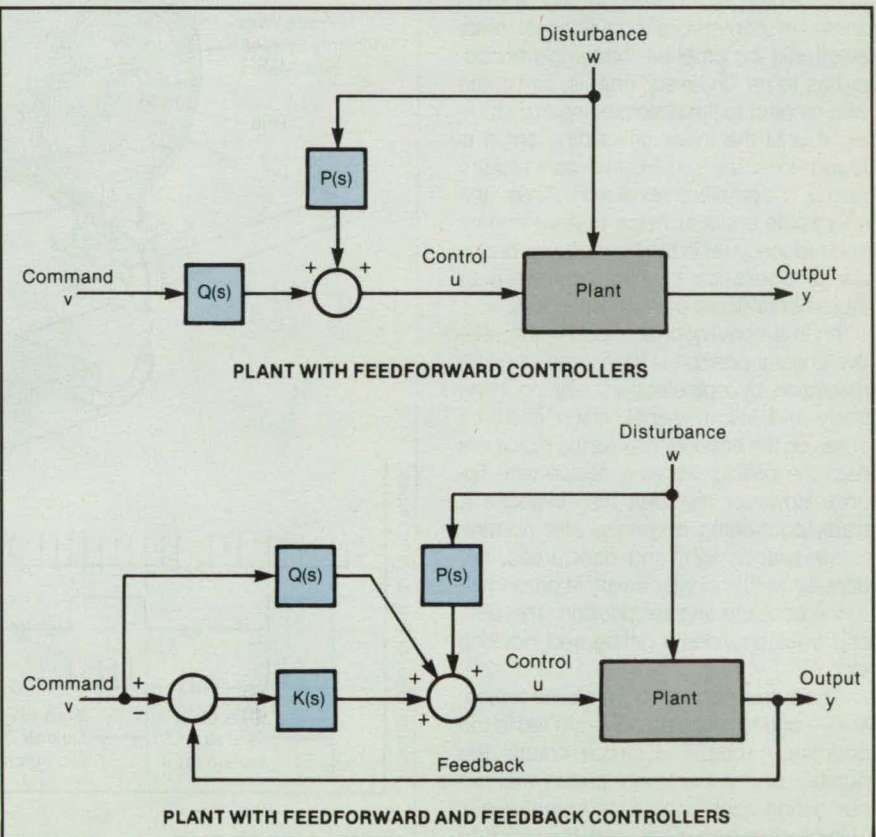 Disturbance
w
P(s)
Command
v
Q(s)
+ +
Control
u
Plant
Output
y
PLANT WITH FEEDFORWARD CONTROLLERS
Disturbance
w
Q(s)
P(s)
Command
v
+
−
K(s)
+ + +
Control
u
Plant
Output
y
Feedback
PLANT WITH FEEDFORWARD AND FEEDBACK CONTROLLERS